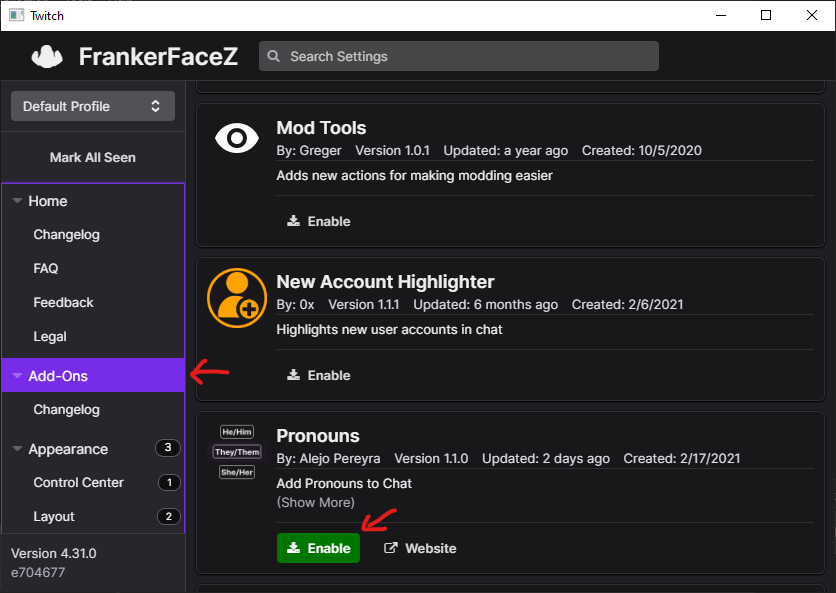 Twitch
FrankerFaceZ
Search Settings
Default Profile
Mark All Seen
Home
Changelog
FAQ
Feedback
Legal
Add-Ons
Changelog
Appearance 3
Control Center 1
Layout 2
Version 4.31.0
e704677
Mod Tools
By: Greger Version 1.0.1 Updated: a year ago Created: 10/5/2020
Adds new actions for making modding easier
Enable
New Account Highlighter
By: 0x Version 1.1.1 Updated: 6 months ago Created: 2/6/2021
Highlights new user accounts in chat
Enable
He/Him
They/Them
She/Her
Pronouns
By: Alejo Pereyra Version 1.1.0 Updated: 2 days ago Created: 2/17/2021
Add Pronouns to Chat
(Show More)
Enable Website